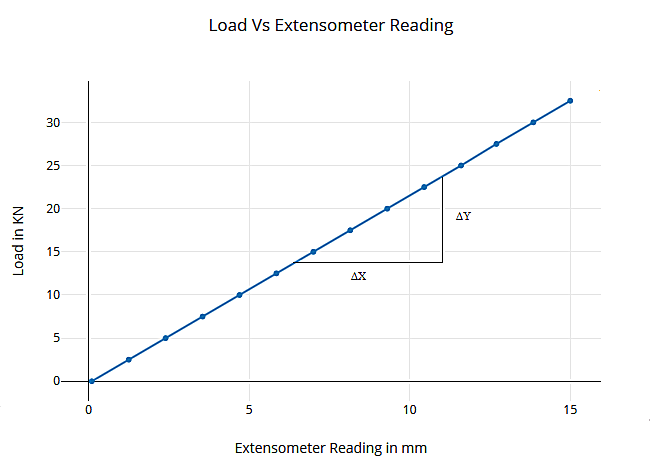 Load Vs Extensometer Reading
30
25
20
15
10
5
0
Load in KN
ΔY
ΔX
0 5 10 15
Extensometer Reading in mm